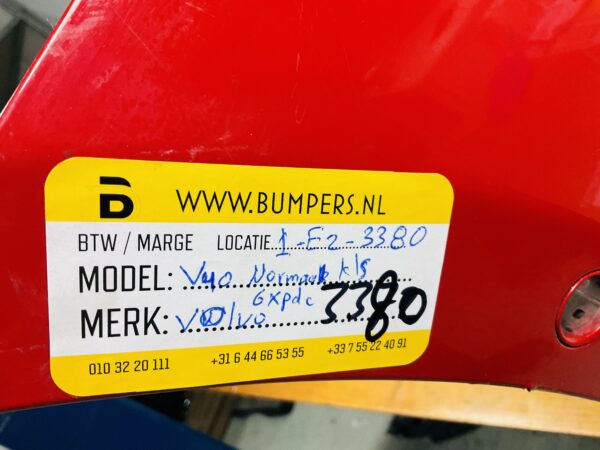 WWW.BUMPERS.NL
BTW / MARGE LOCATIE 1-E2-3380
MODEL: V40
6xpdc
MERK: Volvo 3380
010 32 20 111 +31 6 44 66 53 55 +33 7 55 22 40 91